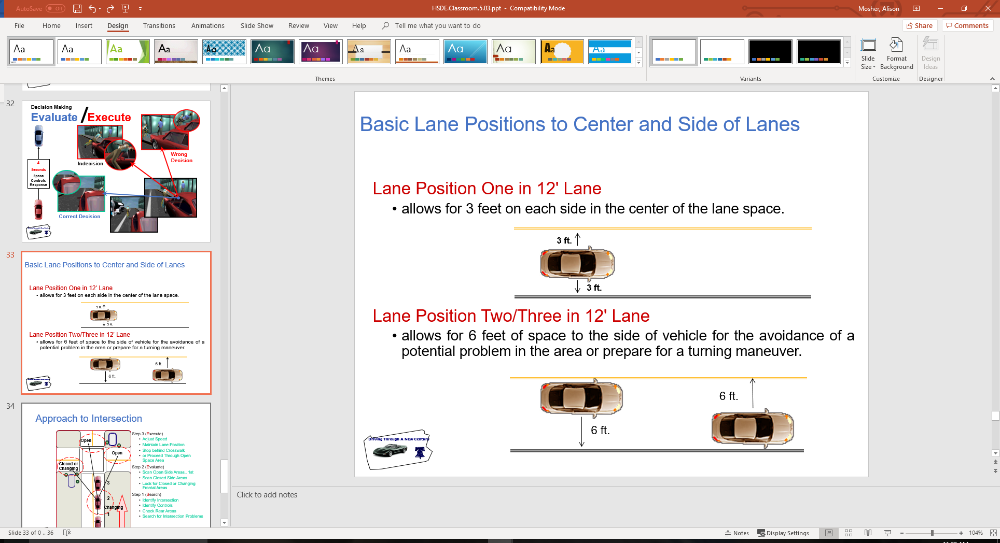 AutoSave Off
HSDE.Classroom.5.03.ppt - Compatibility Mode
Mosher, Alison
File Home Insert Design Transitions Animations Slide Show Review View Help Tell me what you want to do
Share Comments
Aa Aa Aa Aa Aa Aa Aa Aa Aa Aa Aa Aa Aa
Slide Size
Format Background
Design Ideas
Themes
Variants
Customize
Designer
32
Decision Making
Evaluate / Execute
Indecision
Wrong
Decision
4
Seconds
Space
Controls
Response
Correct Decision
33
Basic Lane Positions to Center and Side of Lanes
Lane Position One in 12' Lane
• allows for 3 feet on each side in the center of the lane space.
3 ft.
3 ft.
Lane Position Two/Three in 12' Lane
• allows for 6 feet of space to the side of vehicle for the avoidance of a
potential problem in the area or prepare for a turning maneuver.
6 ft.
6 ft.
34
Approach to Intersection
Open
Open
Closed or
Changing
3
2
Changing
1
Step 3 (Execute)
• Adjust Speed
• Maintain Lane Position
• Stop behind Crosswalk
• or Proceed Through Open
Space Area
Step 2 (Evaluate)
• Scan Open Side Areas.. 1st
• Scan Closed Side Areas
• Look for Closed or Changing
Frontal Areas
Step 1 (Search)
• Identify Intersection
• Identify Controls
• Check Rear Areas
• Search for Intersection Problems
Basic Lane Positions to Center and Side of Lanes
Lane Position One in 12' Lane
• allows for 3 feet on each side in the center of the lane space.
3 ft.
3 ft.
Lane Position Two/Three in 12' Lane
• allows for 6 feet of space to the side of vehicle for the avoidance of a
potential problem in the area or prepare for a turning maneuver.
6 ft.
6 ft.
Driving Through A New Century
Click to add notes
Slide 33 of 0 .. 36
Notes
Display Settings
104%